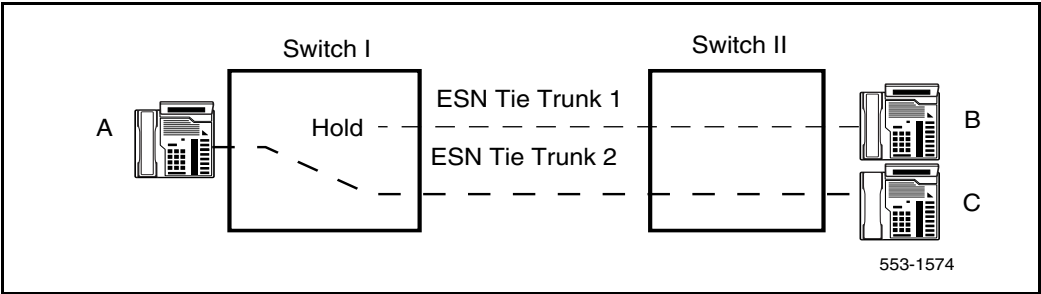 Switch I
Switch II
ESN Tie Trunk 1
A
Hold
B
ESN Tie Trunk 2
C
553-1574